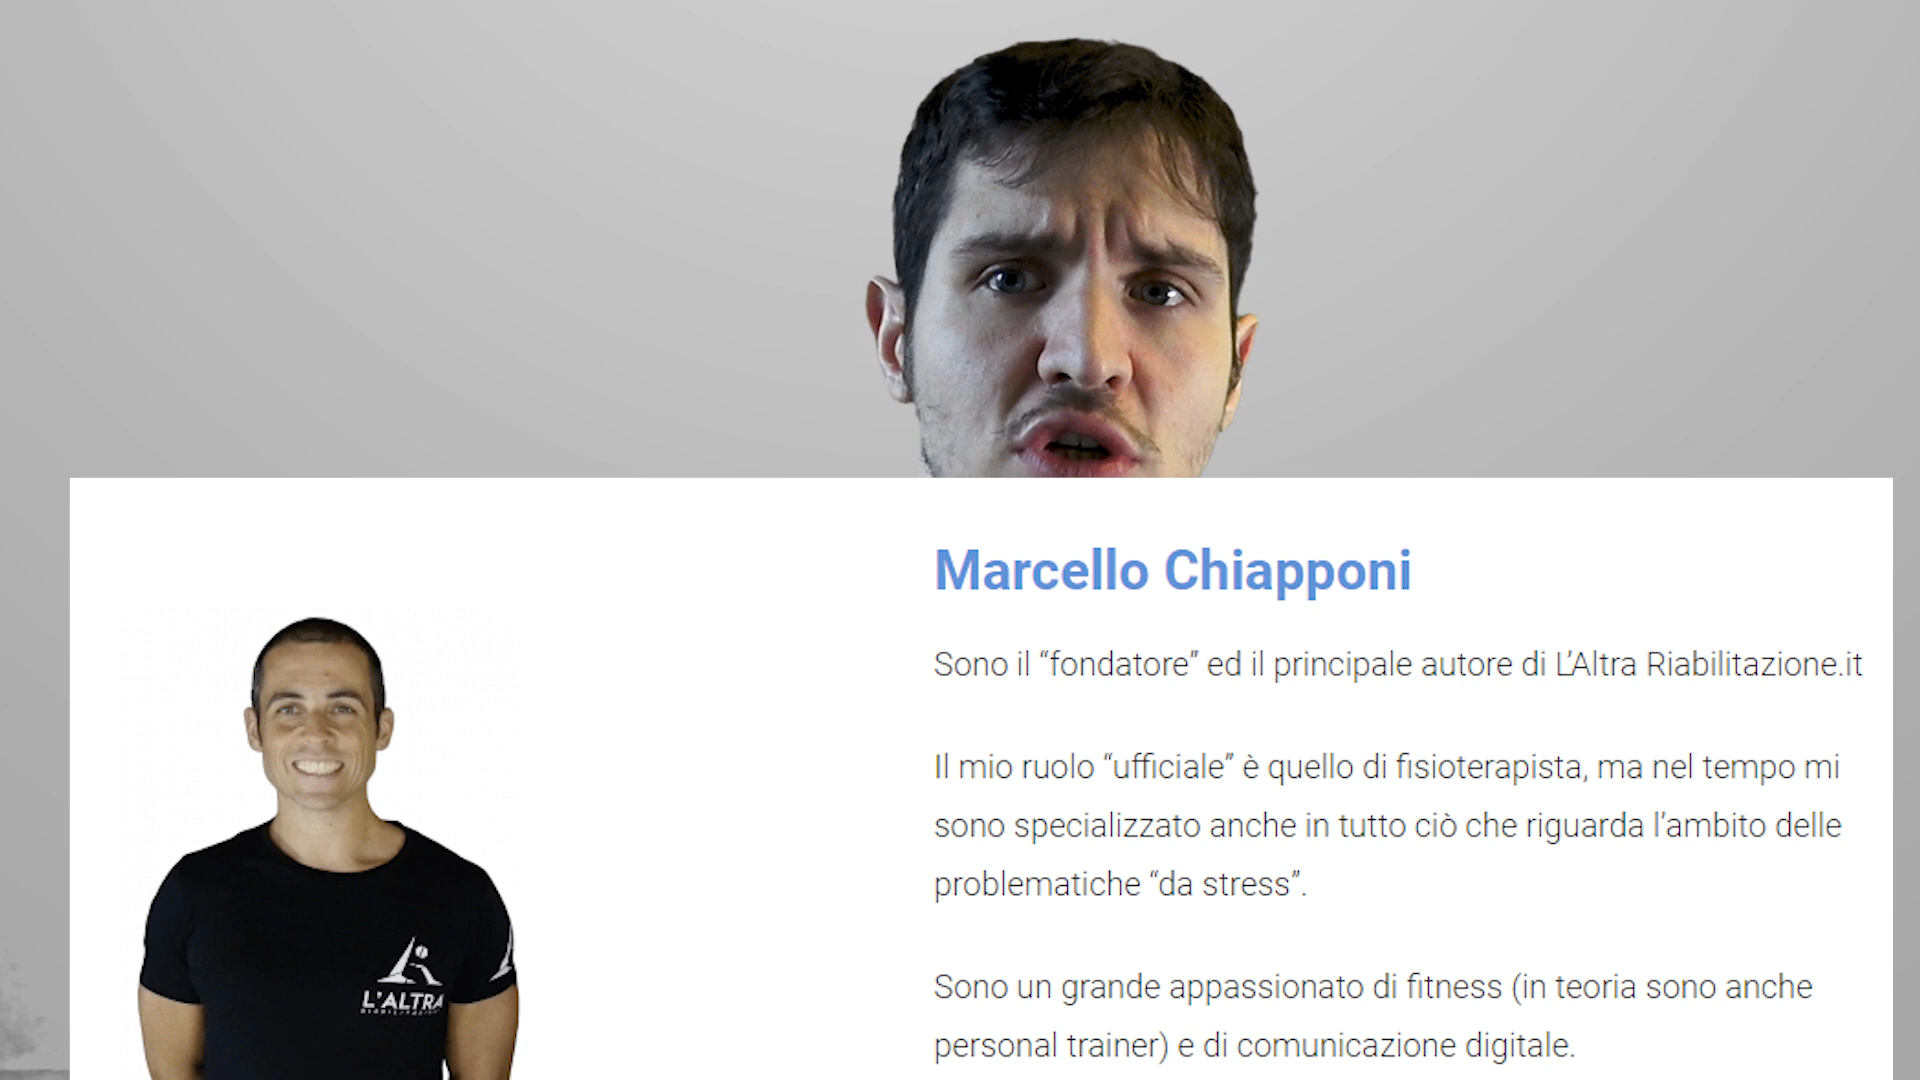 Marcello Chiapponi
Sono il “fondatore” ed il principale autore di L’Altra Riabilitazione.it
Il mio ruolo “ufficiale” è quello di fisioterapista, ma nel tempo mi
sono specializzato anche in tutto ciò che riguarda l’ambito delle
problematiche “da stress”.
Sono un grande appassionato di fitness (in teoria sono anche
personal trainer) e di comunicazione digitale.
L'ALTRA